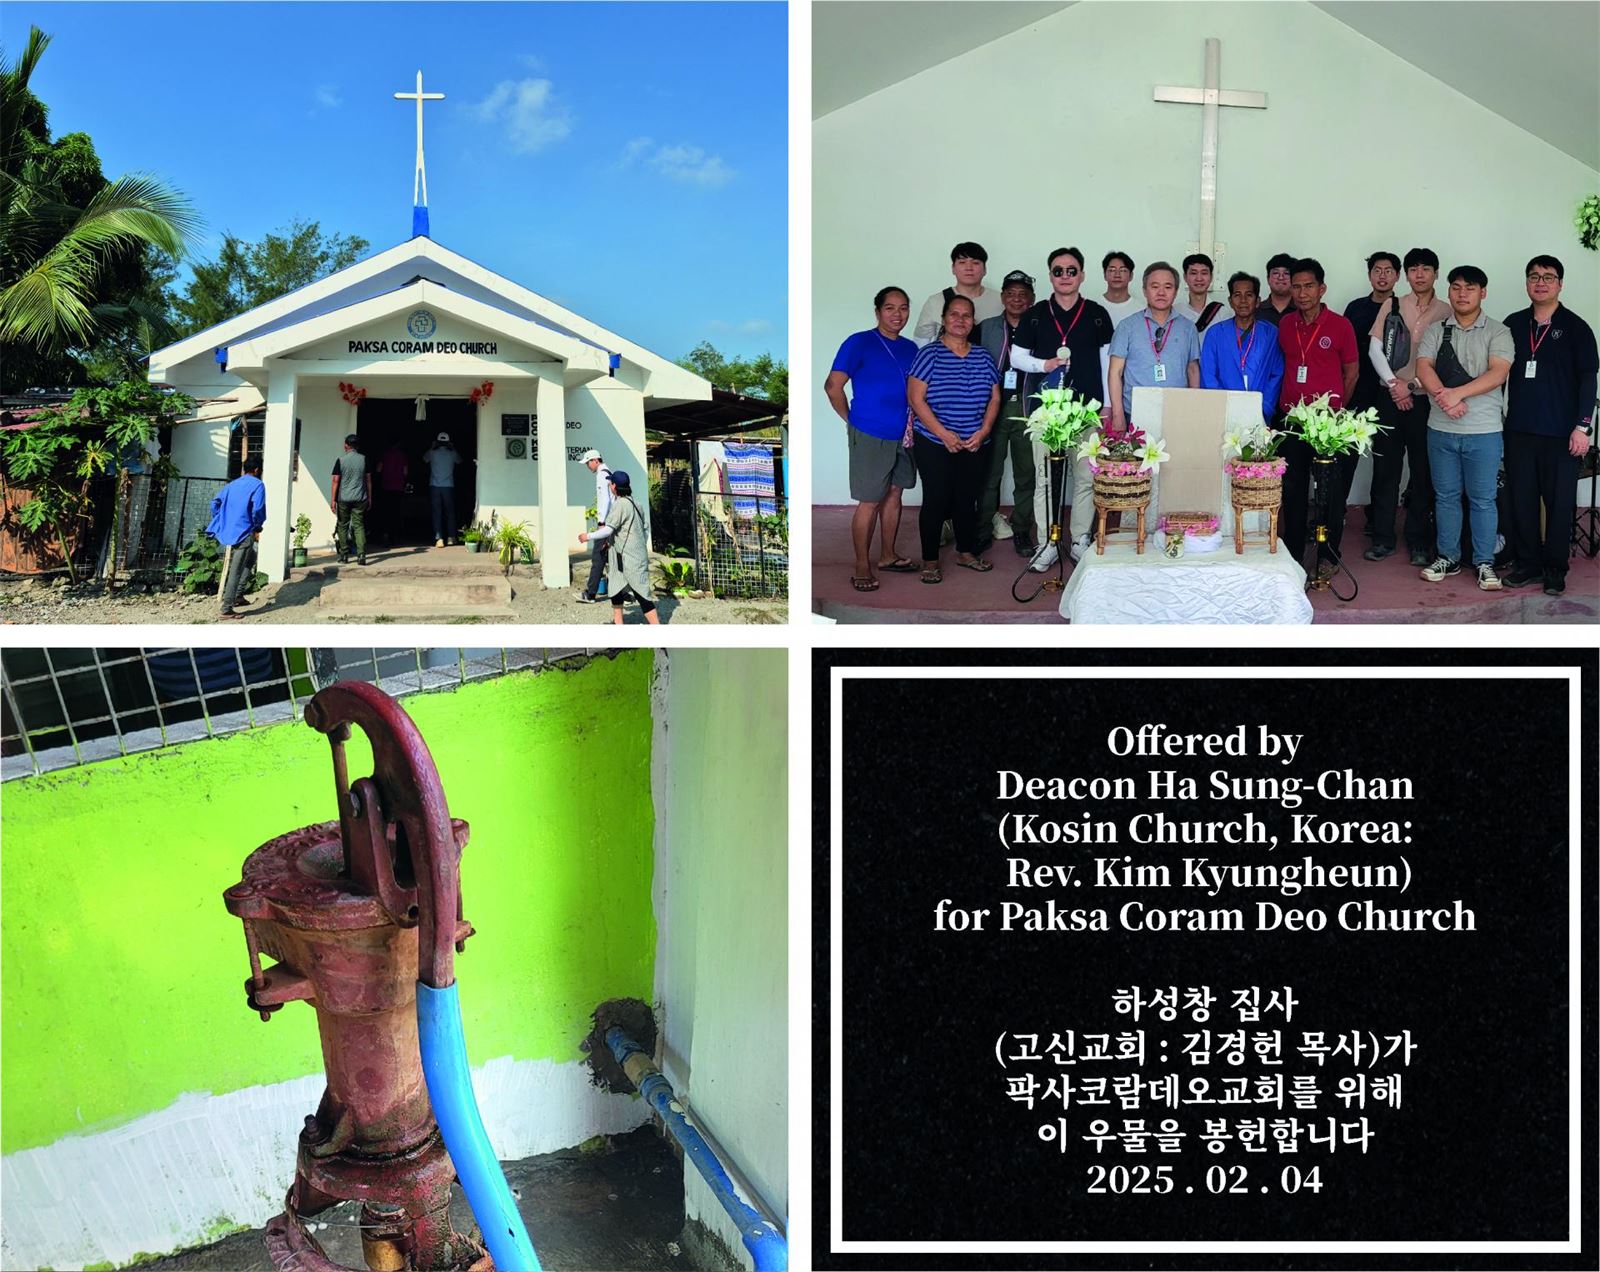 PAKSA CORAM DEO CHURCH
DEO
TERIAN
INC
Offered by
Deacon Ha Sung-Chan
(Kosin Church, Korea:
Rev. Kim Kyungheun)
for Paksa Coram Deo Church
하성창 집사
(고신교회 : 김경헌 목사)가
팍사코람데오교회를 위해
이 우물을 봉헌합니다
2025 . 02 . 04